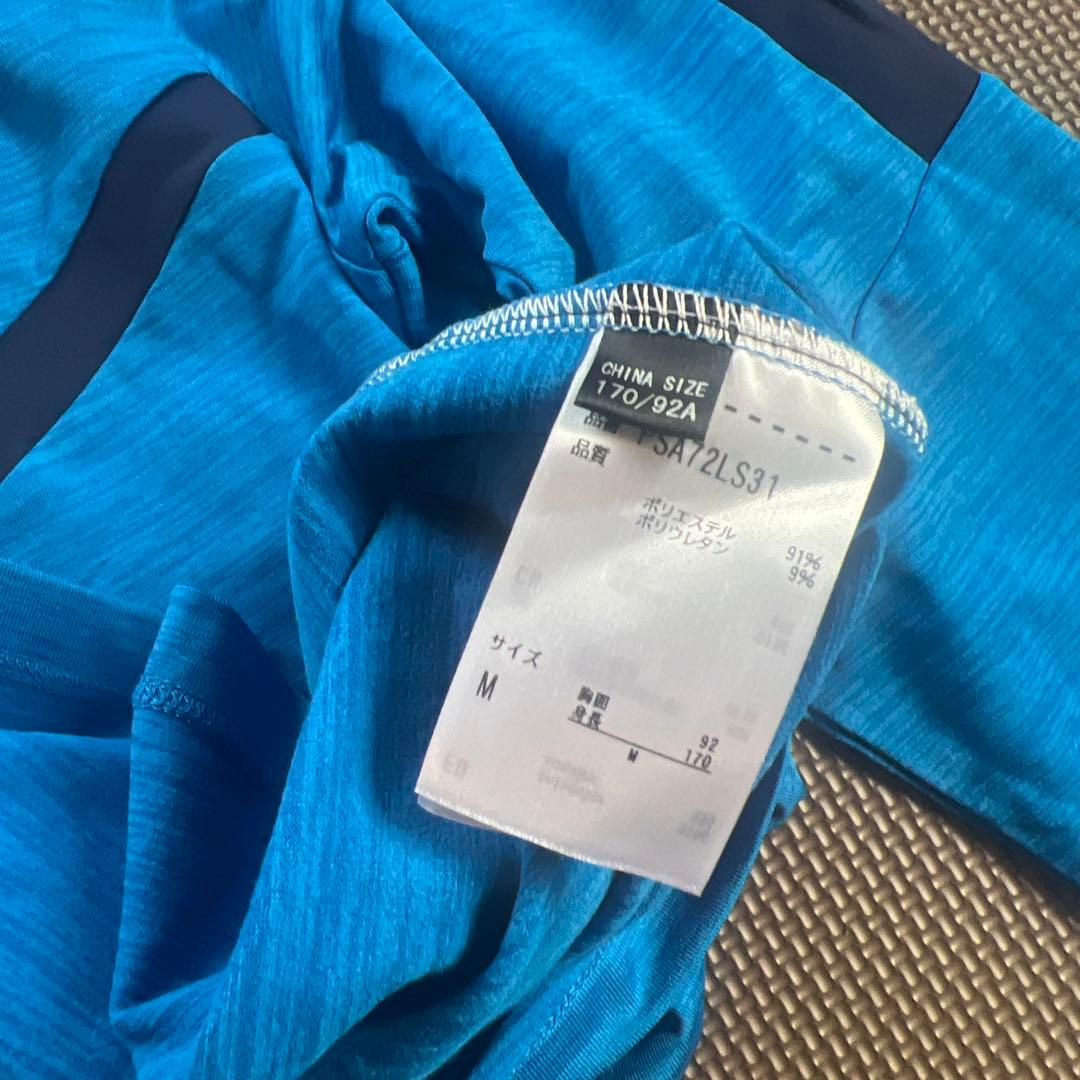 CHINA SIZE
170/92A
品番 PSA72LS31
品質
ポリエステル 91%
ポリウレタン 9%
サイズ
M
胸囲 92
身長 170
M